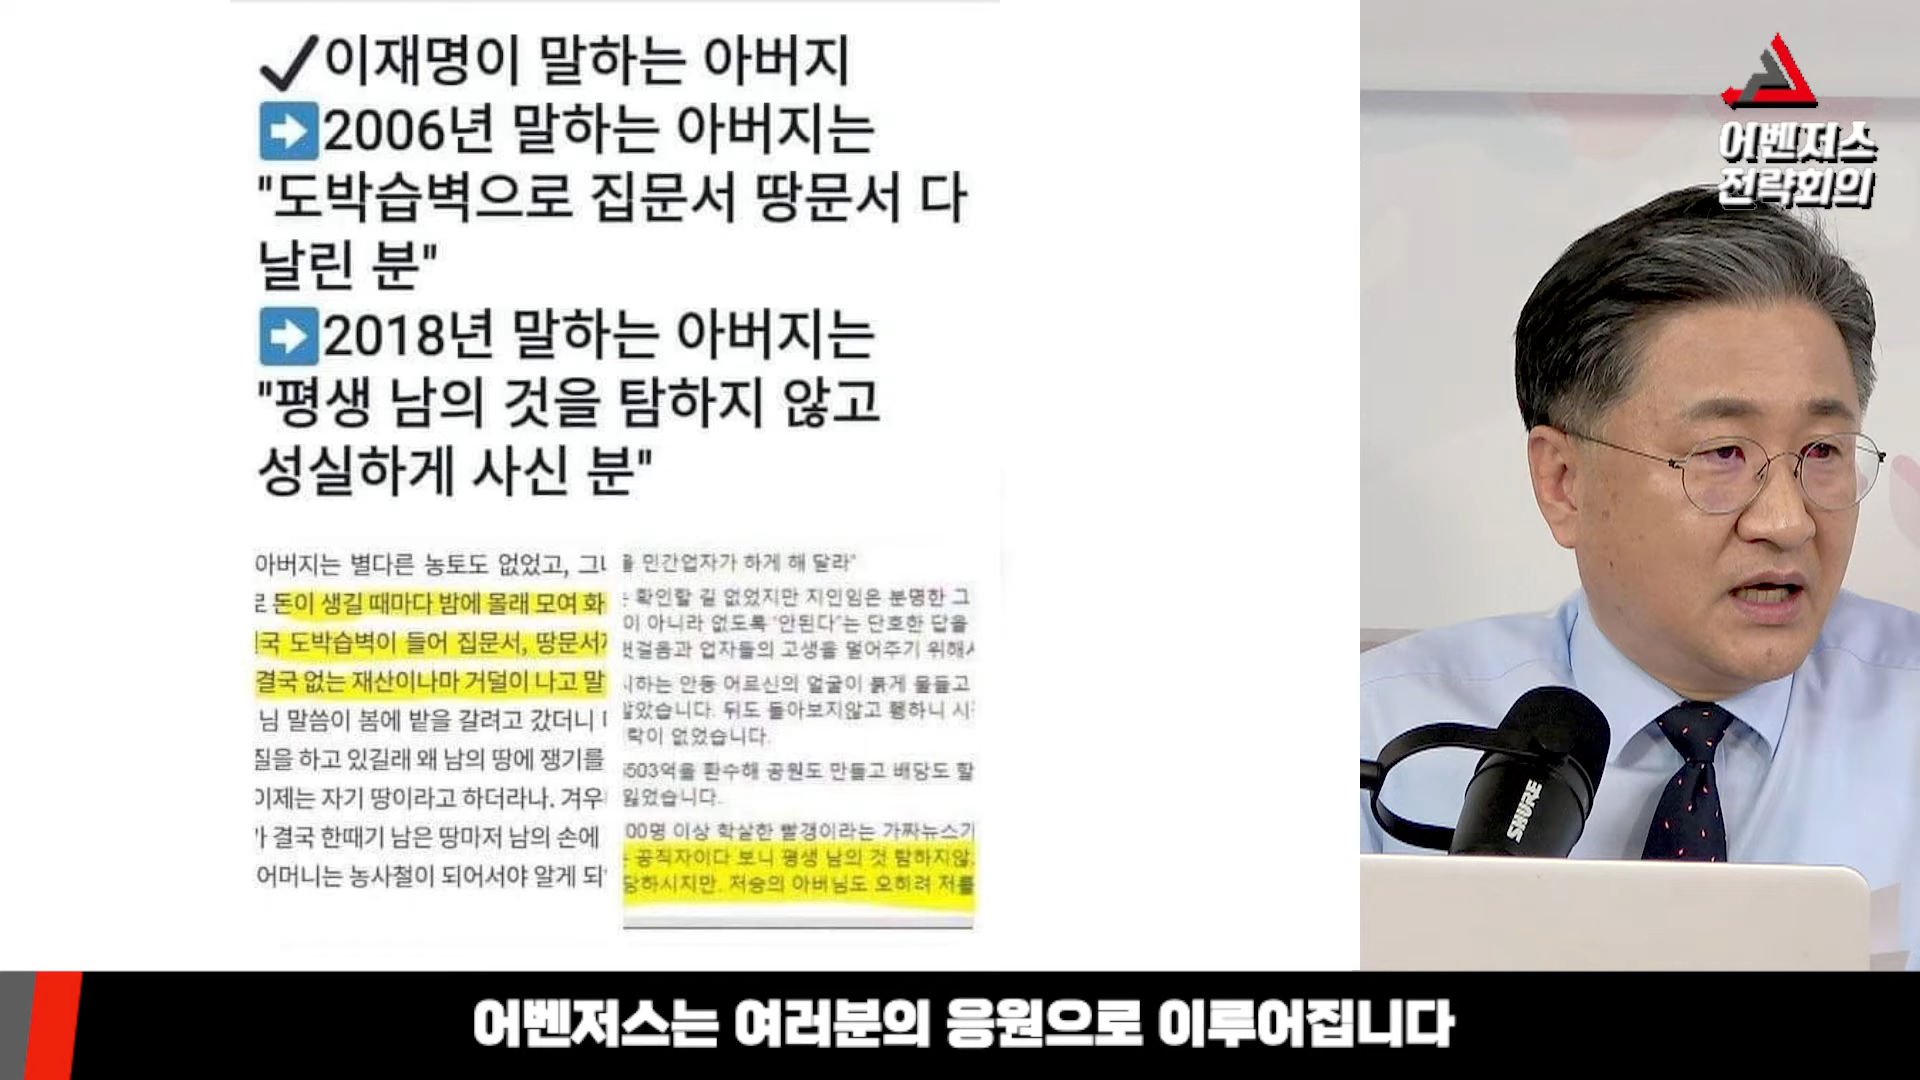 ✔이재명이 말하는 아버지
➡2006년 말하는 아버지는
"도박습벽으로 집문서 땅문서 다
날린 분"
➡2018년 말하는 아버지는
"평생 남의 것을 탐하지 않고
성실하게 사신 분"
아버지는 별다른 농토도 없었고,
돈이 생길 때마다 밤에 몰래 모여
도박습벽이 들어 집문서,
결국 없는 재산이나마 거덜이 나고 말
님 말씀이 봄에 밭을 갈려고 갔더니
질을 하고 있길래 왜 남의 땅에 쟁기를
이제는 자기 땅이라고 하더라나. 겨우
결국 한때기 남은 땅마저 남의 손에
어머니는 농사철이 되어서야 알게 되
을 민간업자가 하게 해 달라"
확인할 길 없었지만 지인임은 분명한 그
이 아니라 없도록 '안된다'는 단호한 답을
헛걸음과 업자들의 고생을 덜어주기 위해
시하는 안동 어르신의 얼굴이 붉게 물들고
말았습니다. 뒤도 돌아보지않고 휑하니
락이 없었습니다.
5503억을 환수해 공원도 만들고 배당도 할
잃었습니다.
00명 이상 학살한 빨갱이라는 가짜뉴스가
공직자이다 보니 평생 남의 것 탐하지않
당하시지만. 저승의 아버님도 오히려 저를
어벤저스
전략회의
SHURE
어벤저스는 여러분의 응원으로 이루어집니다